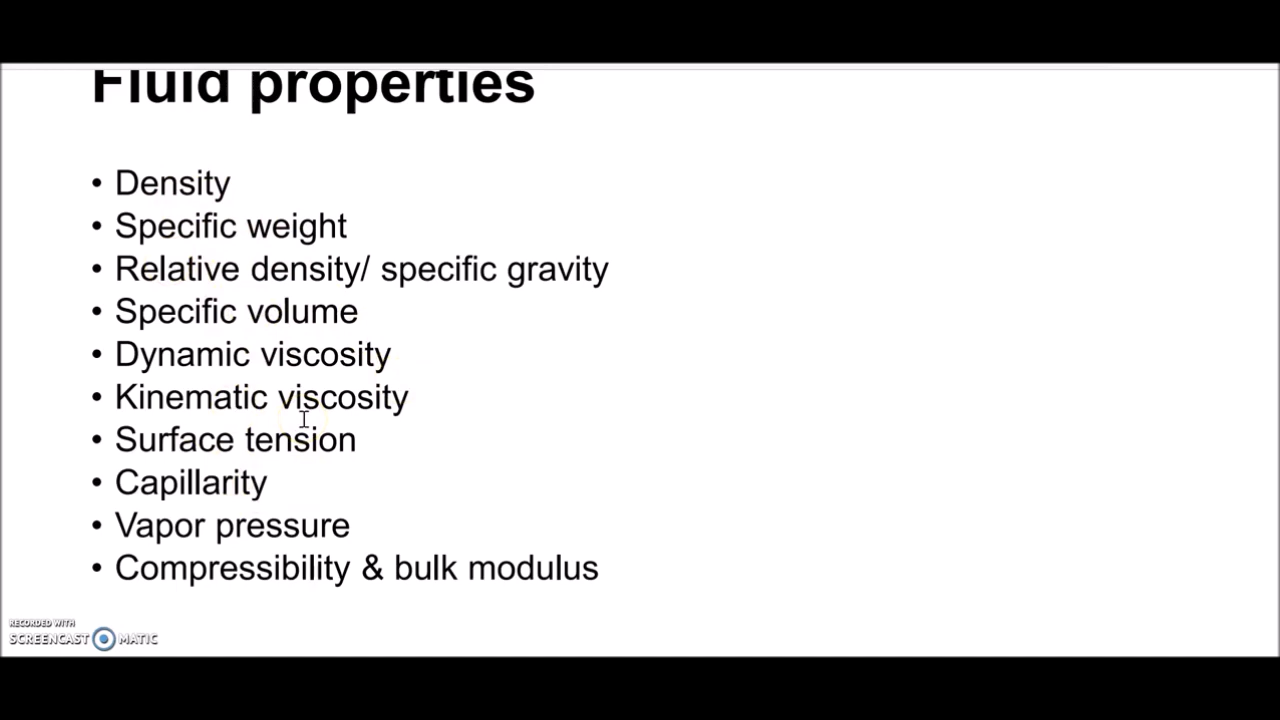 Fluid properties
• Density
• Specific weight
• Relative density/ specific gravity
• Specific volume
• Dynamic viscosity
• Kinematic viscosity
• Surface tension
• Capillarity
• Vapor pressure
• Compressibility & bulk modulus
RECORDED WITH
SCREENCAST MATIC